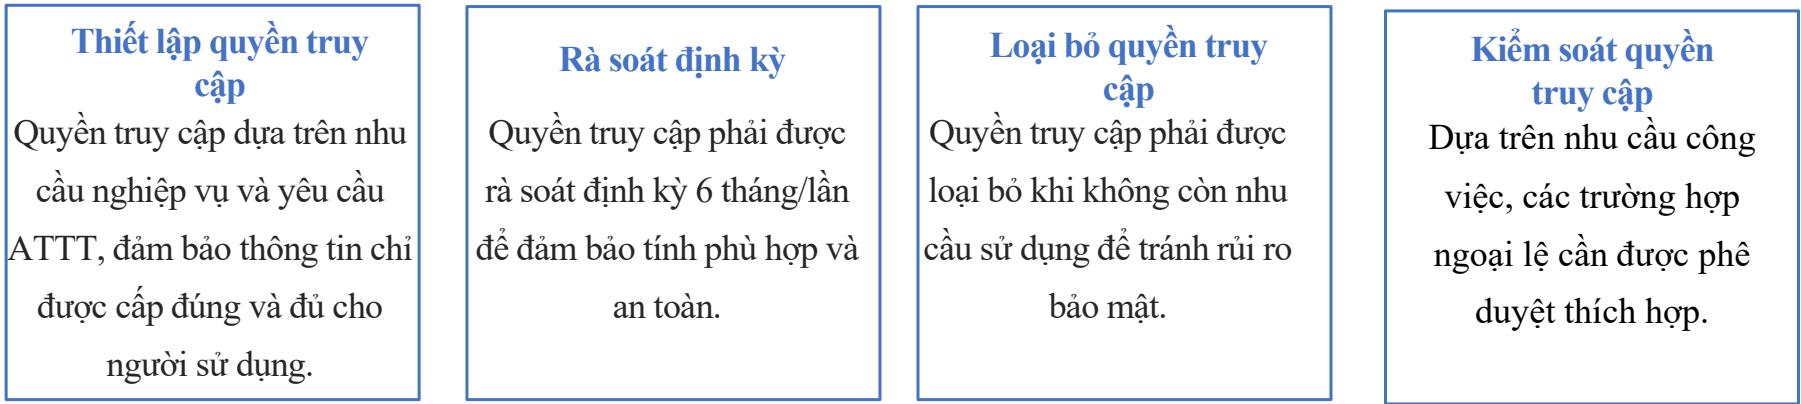 Thiết lập quyền truy
cập
Quyền truy cập dựa trên nhu
cầu nghiệp vụ và yêu cầu
ATTT, đảm bảo thông tin chỉ
được cấp đúng và đủ cho
người sử dụng.
Rà soát định kỳ
Quyền truy cập phải được
rà soát định kỳ 6 tháng/lần
để đảm bảo tính phù hợp và
an toàn.
Loại bỏ quyền truy
cập
Quyền truy cập phải được
loại bỏ khi không còn nhu
cầu sử dụng để tránh rủi ro
bảo mật.
Kiểm soát quyền
truy cập
Dựa trên nhu cầu công
việc, các trường hợp
ngoại lệ cần được phê
duyệt thích hợp.